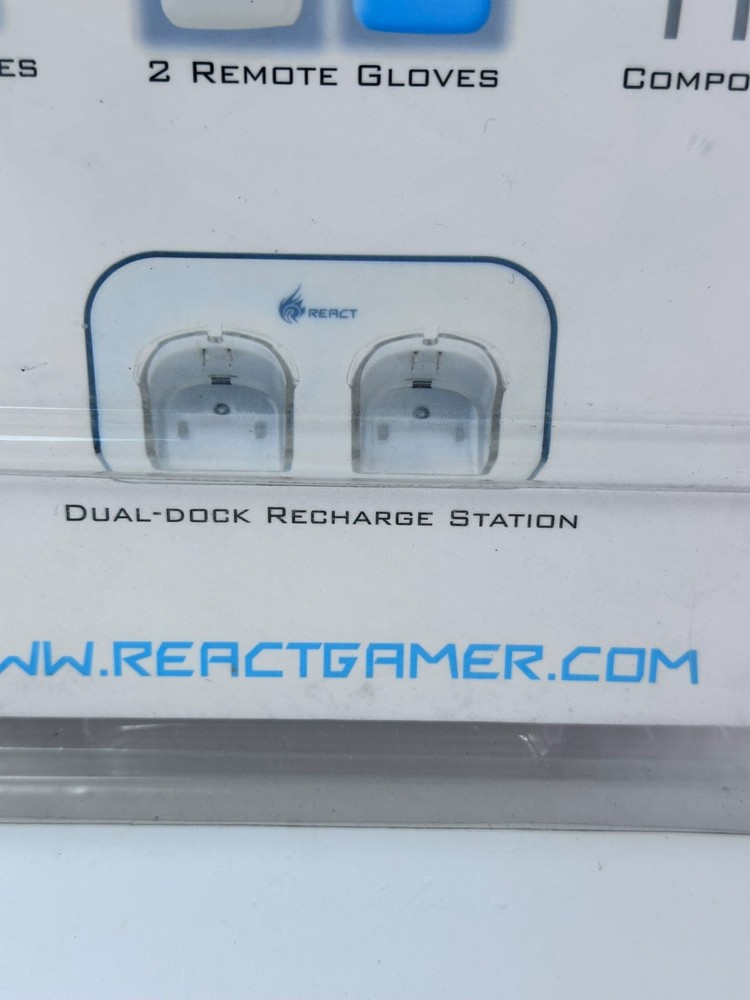 ES
2 REMOTE GLOVES
COMPO
REACT
DUAL-DOCK RECHARGE STATION
WW.REACTGAMER.COM